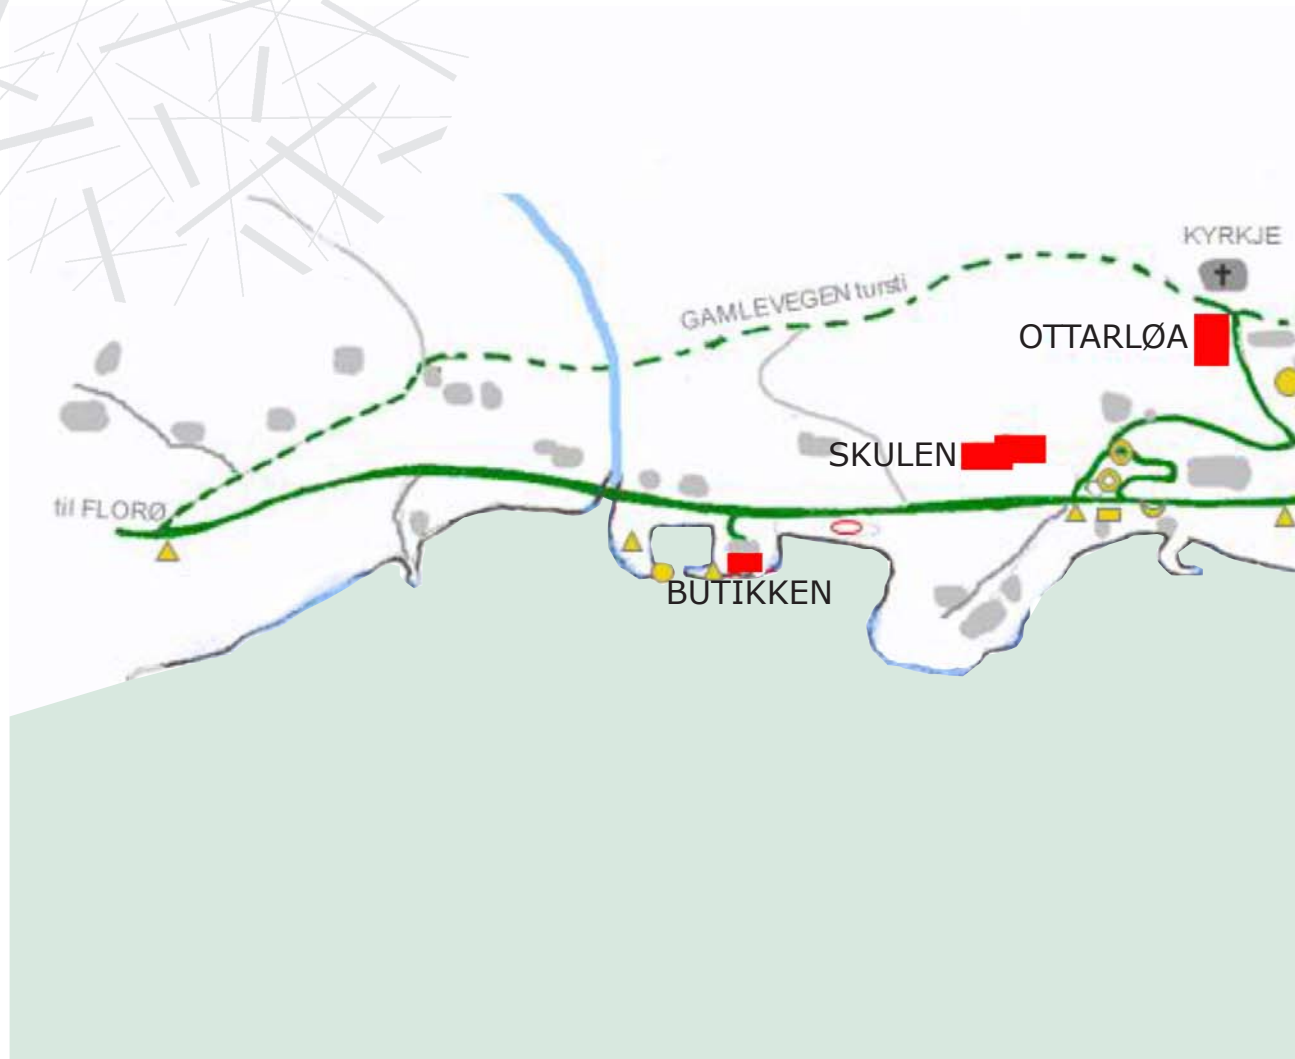 KYRKJE
GAMLEVEGEN tursti
OTTARLØA
SKULEN
til FLORØ
BUTIKKEN